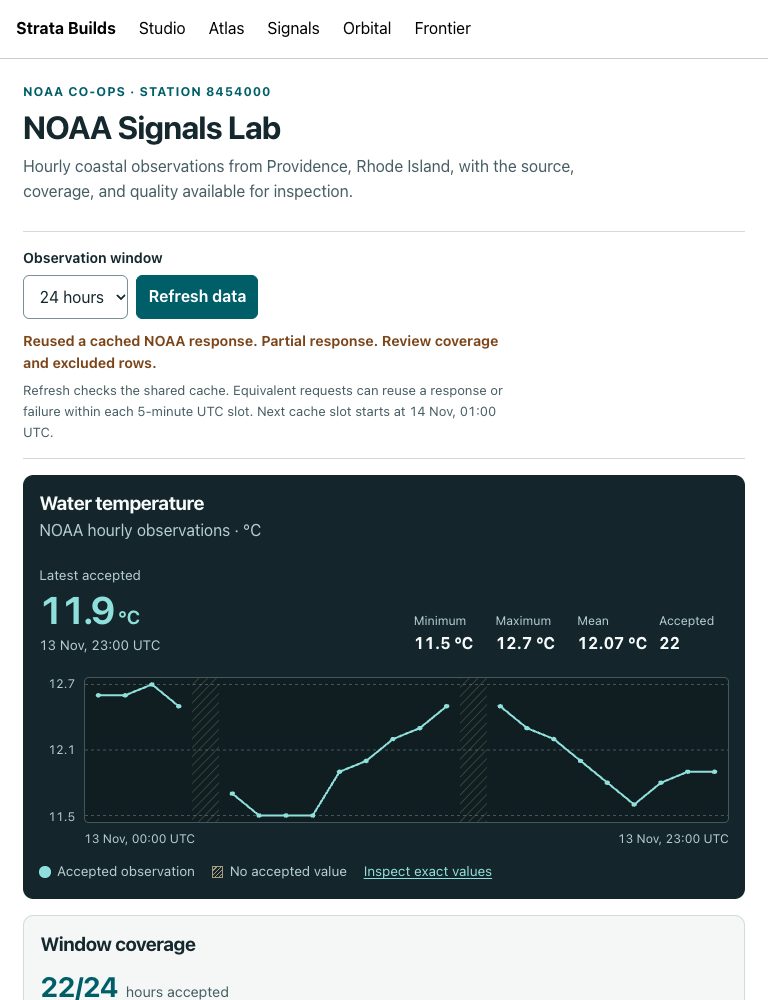 Strata Builds Studio Atlas Signals Orbital Frontier
NOAA CO-OPS · STATION 8454000
NOAA Signals Lab
Hourly coastal observations from Providence, Rhode Island, with the source,
coverage, and quality available for inspection.
Observation window
24 hours Refresh data
Reused a cached NOAA response. Partial response. Review coverage
and excluded rows.
Refresh checks the shared cache. Equivalent requests can reuse a response or
failure within each 5-minute UTC slot. Next cache slot starts at 14 Nov, 01:00
UTC.
Water temperature
NOAA hourly observations · °C
Latest accepted
11.9 °C
13 Nov, 23:00 UTC
Minimum Maximum Mean Accepted
11.5 °C 12.7 °C 12.07 °C 22
12.7
12.1
11.5
13 Nov, 00:00 UTC 13 Nov, 23:00 UTC
Accepted observation No accepted value Inspect exact values
Window coverage
22/24 hours accepted